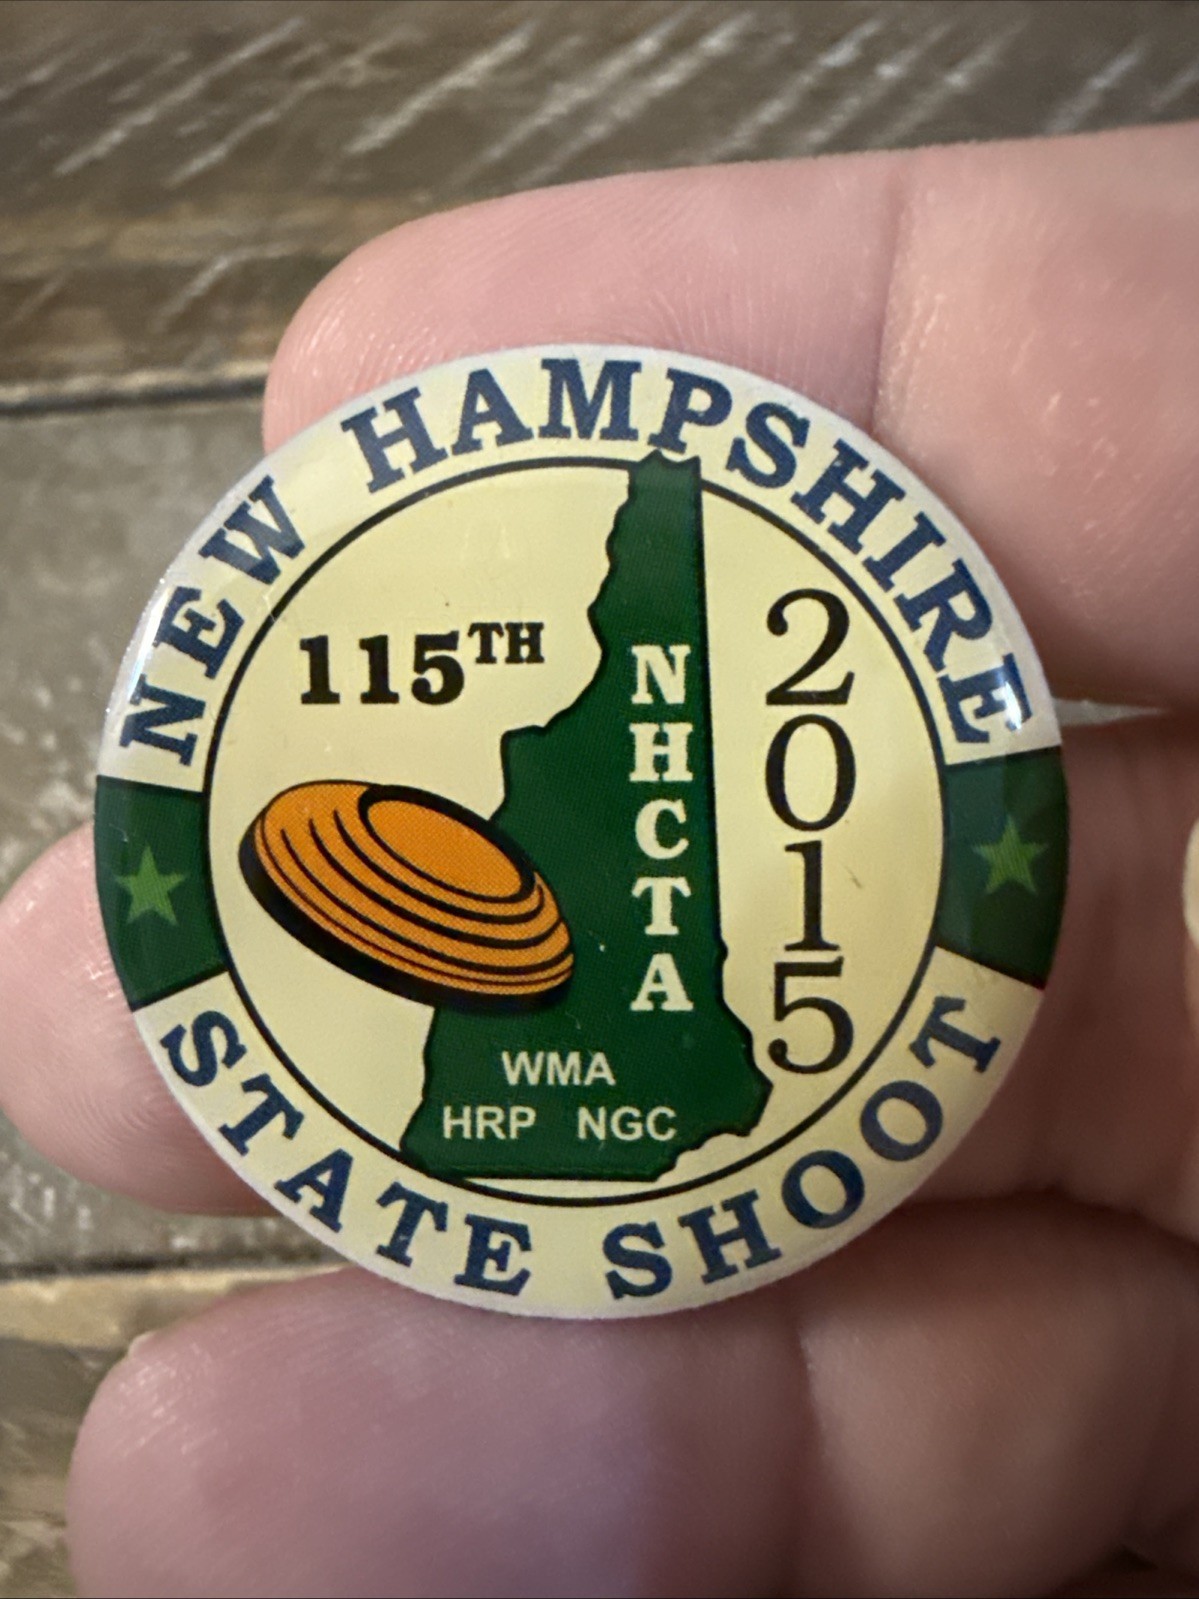 NEW HAMPSHIRE
115TH
NHCTA
2015
WMA
HRP NGC
STATE SHOOT